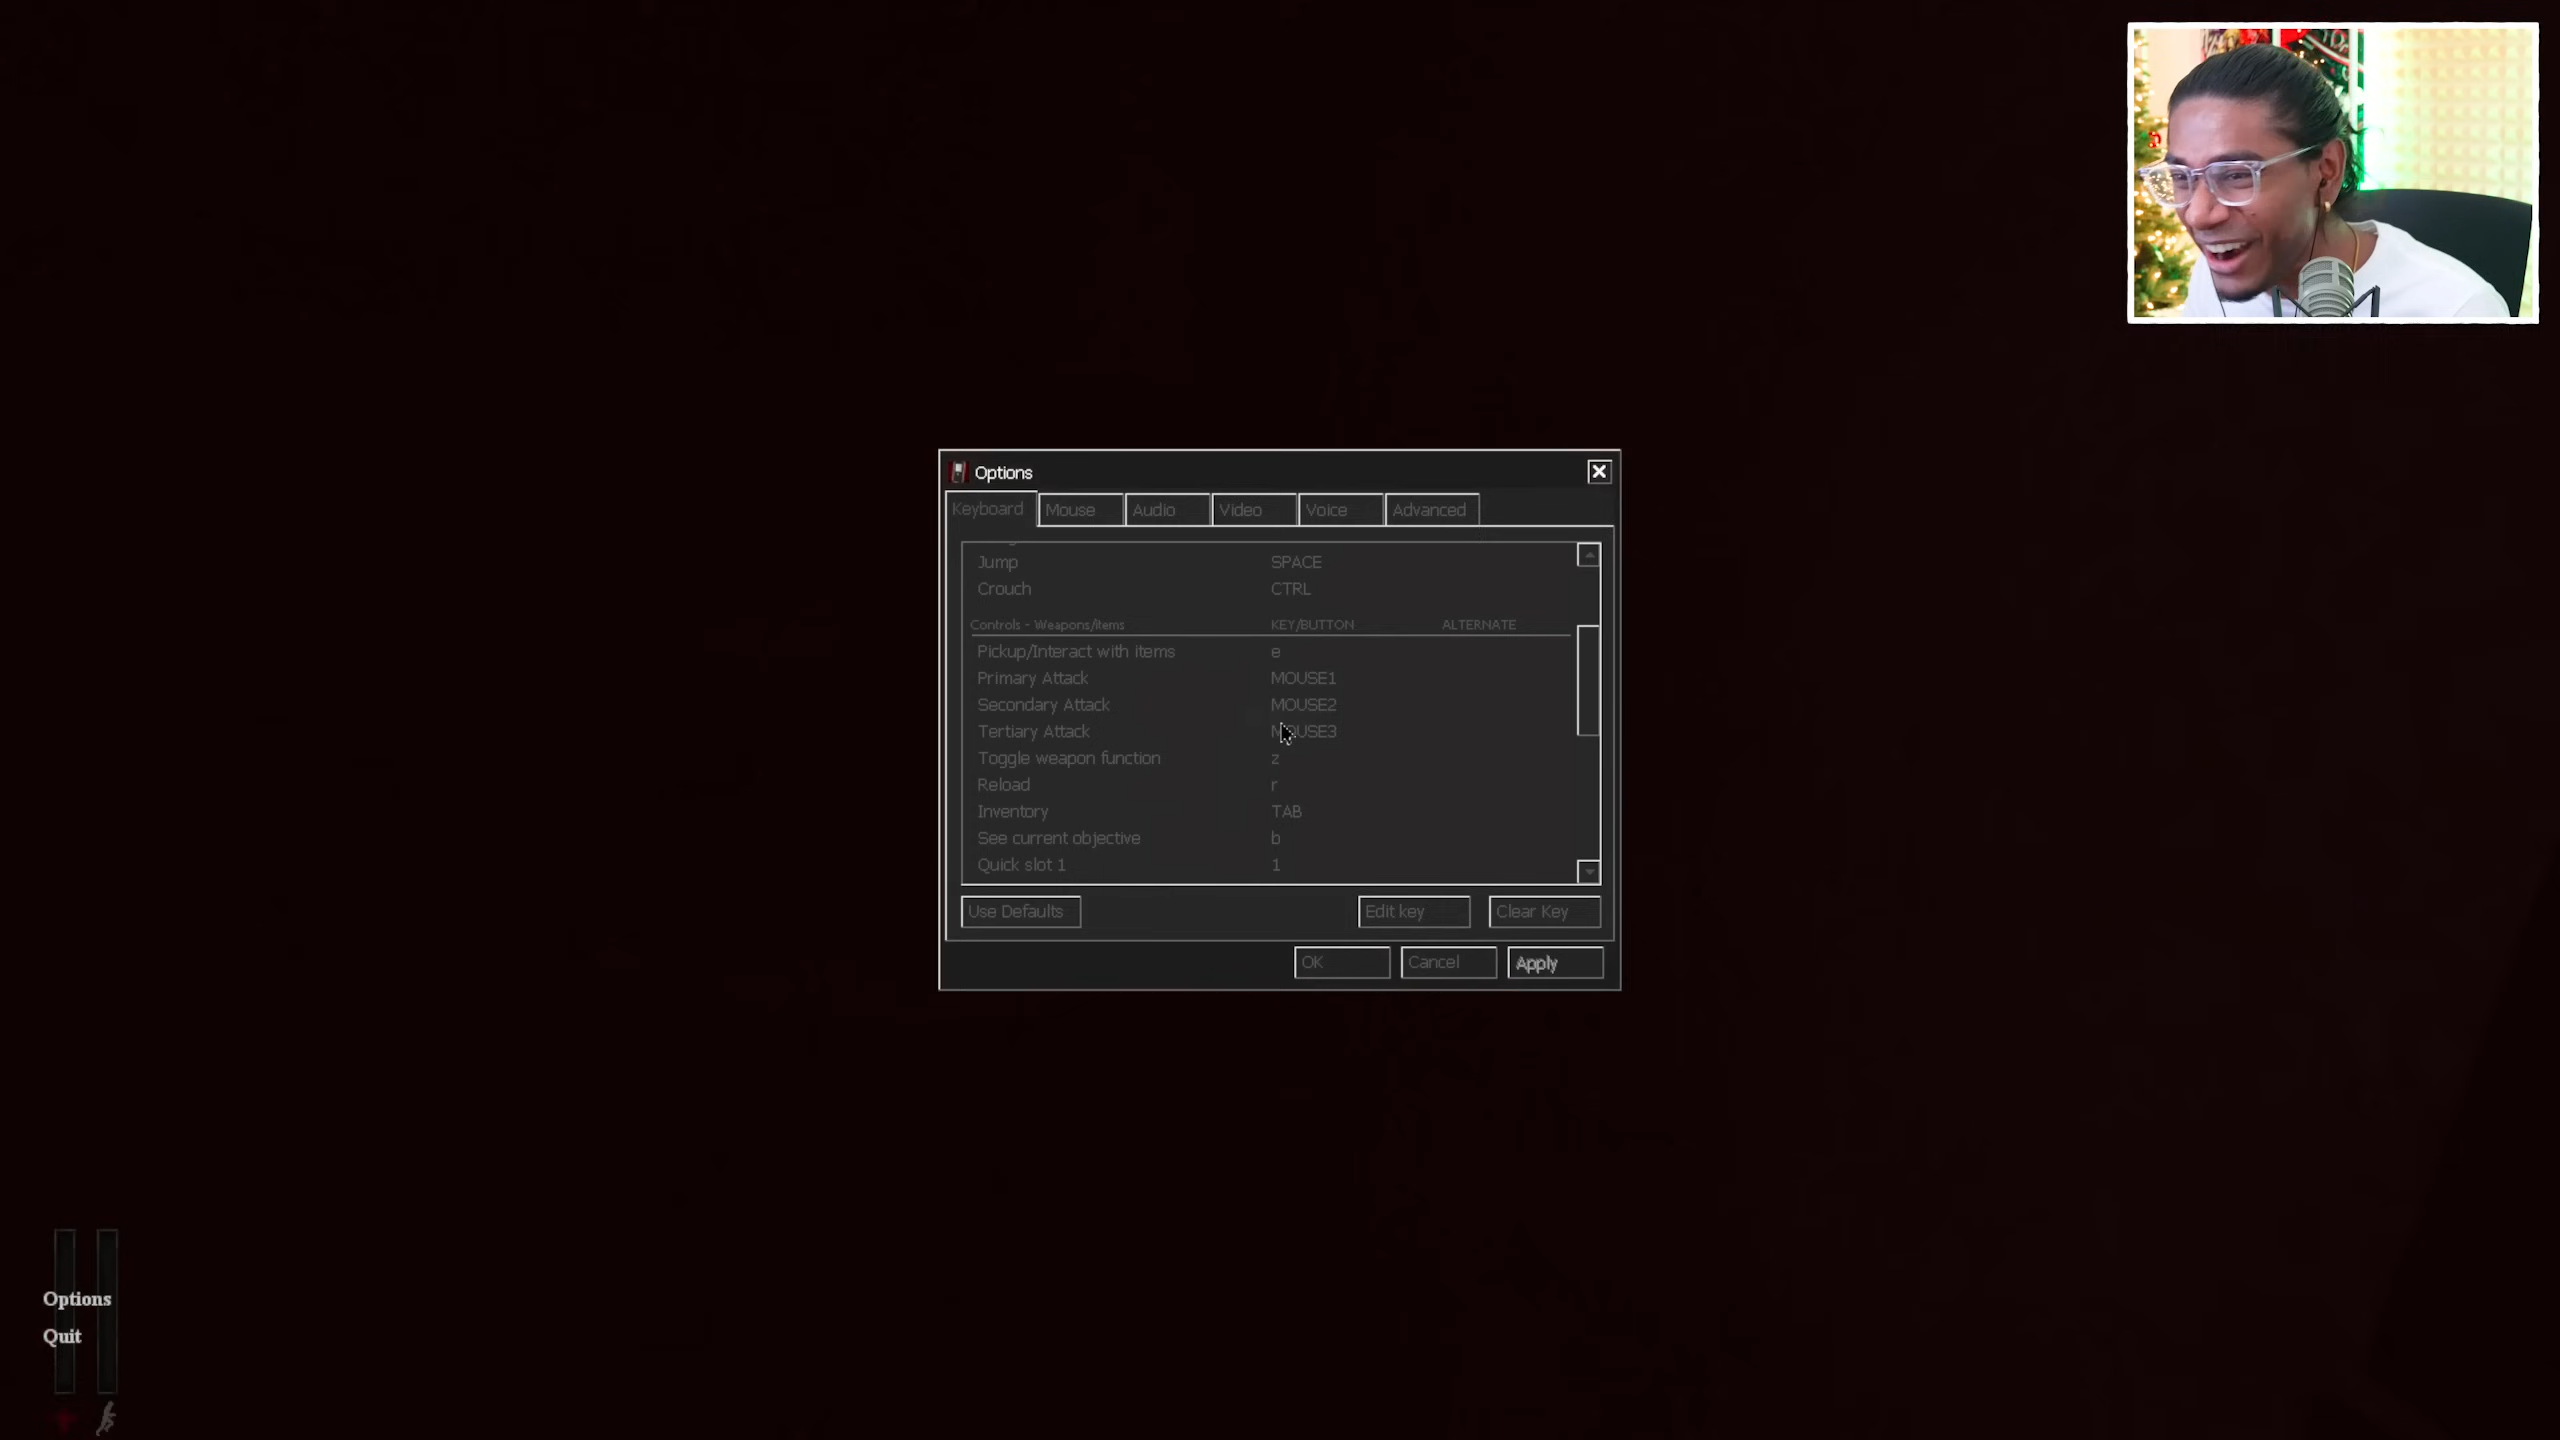 Options
Keyboard Mouse Audio Video Voice Advanced
Jump SPACE
Crouch CTRL
Controls - Weapons/items KEY/BUTTON ALTERNATE
Pickup/Interact with items e
Primary Attack MOUSE1
Secondary Attack MOUSE2
Tertiary Attack MOUSE3
Toggle weapon function z
Reload r
Inventory TAB
See current objective b
Quick slot 1 1
Use Defaults Edit key Clear Key
OK Cancel Apply
Options
Quit